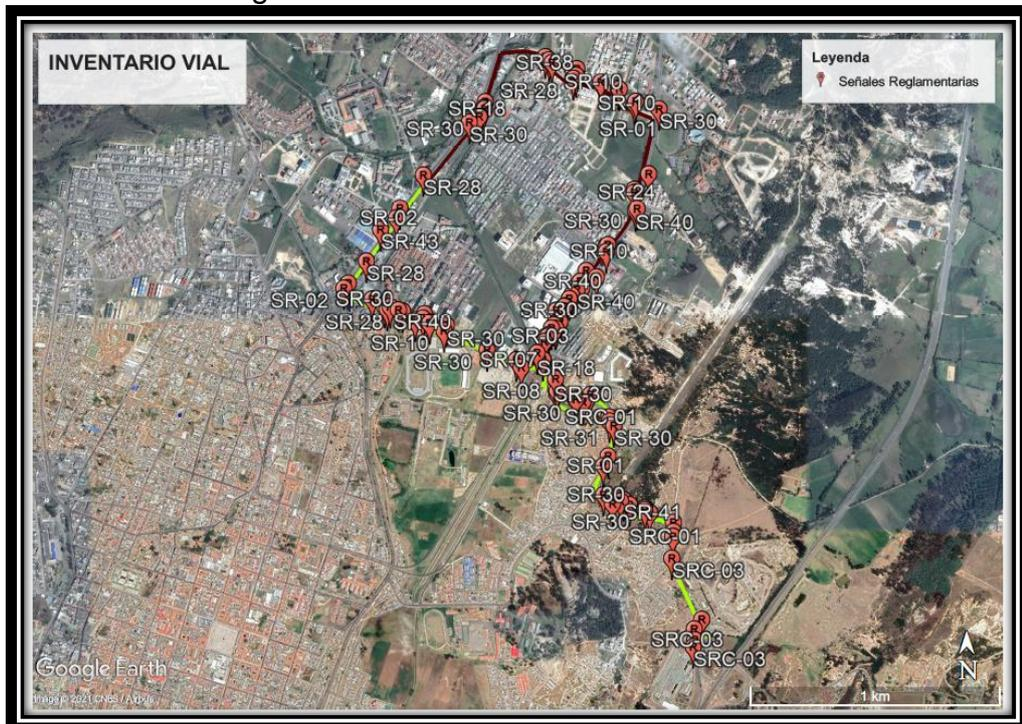 INVENTARIO VIAL
Leyenda
Señales Reglamentarias
SR-38
SR-28
SR-10
SR-18
SR-10
SR-30
SR-30
SR-01
SR-30
SR-28
SR-24
SR-02
SR-30
SR-40
SR-43
SR-10
SR-28
SR-40
SR-02
SR-30
SR-40
SR-30
SR-28
SR-40
SR-10
SR-30
SR-03
SR-30
SR-07
SR-18
SR-08
SR-30
SR-30
SRC-01
SR-31
SR-30
SR-01
SR-30
SR-41
SR-30
SRC-01
SRC-03
SRC-03
SRC-03
Google Earth
Image © 2021 CNES / Airbus
1 km
N